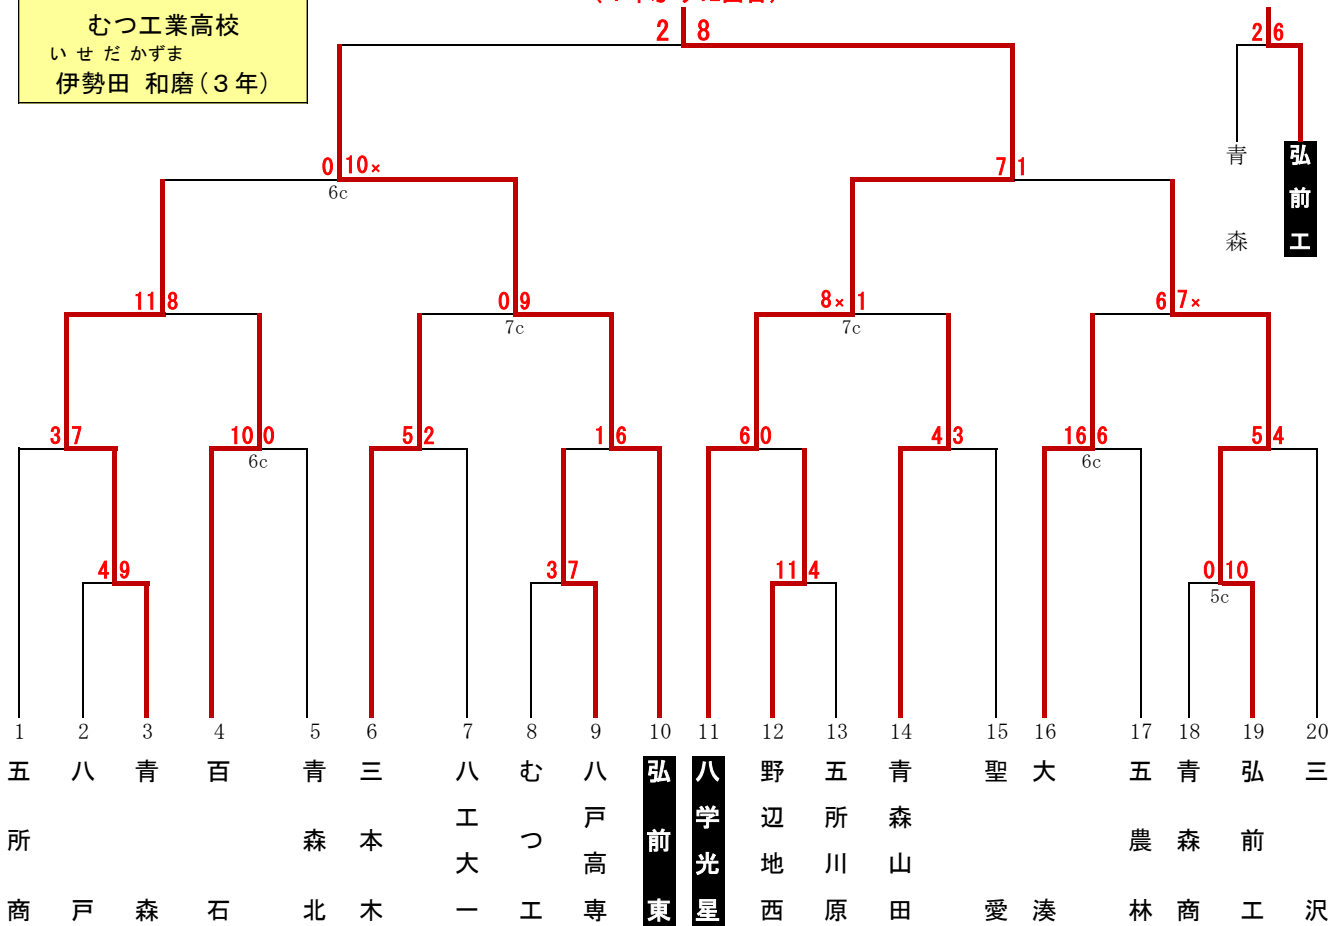 むつ工業高校
いせだ かずま
伊勢田 和磨(3年)
2 8
2 6
青森
弘前工
0 10×
6c
7 1
11 8
0 9
7c
8× 1
7c
6 7×
3 7
10 0
6c
5 2
1 6
6 0
4 3
16 6
6c
5 4
4 9
3 7
11 4
0 10
5c
1 2 3 4 5 6 7 8 9 10 11 12 13 14 15 16 17 18 19 20
五所商
八戸
青森
百石
青森北
三本木
八工大一
むつ工
八戸高専
弘前東
八学光星
野辺地西
五所川原
青森山田
聖愛
大湊
五農林
青森商
弘前工
三沢